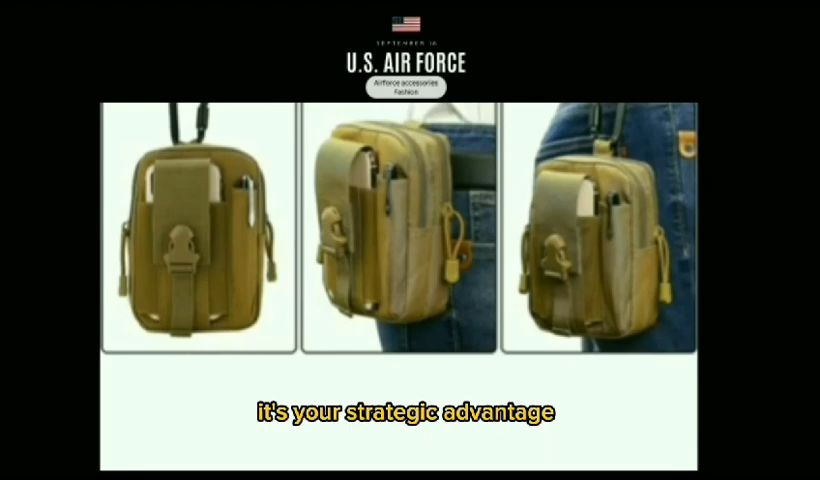 SEPTEMBER 18
U.S. AIR FORCE
Airforce accessories
Fashion
it's your strategic advantage